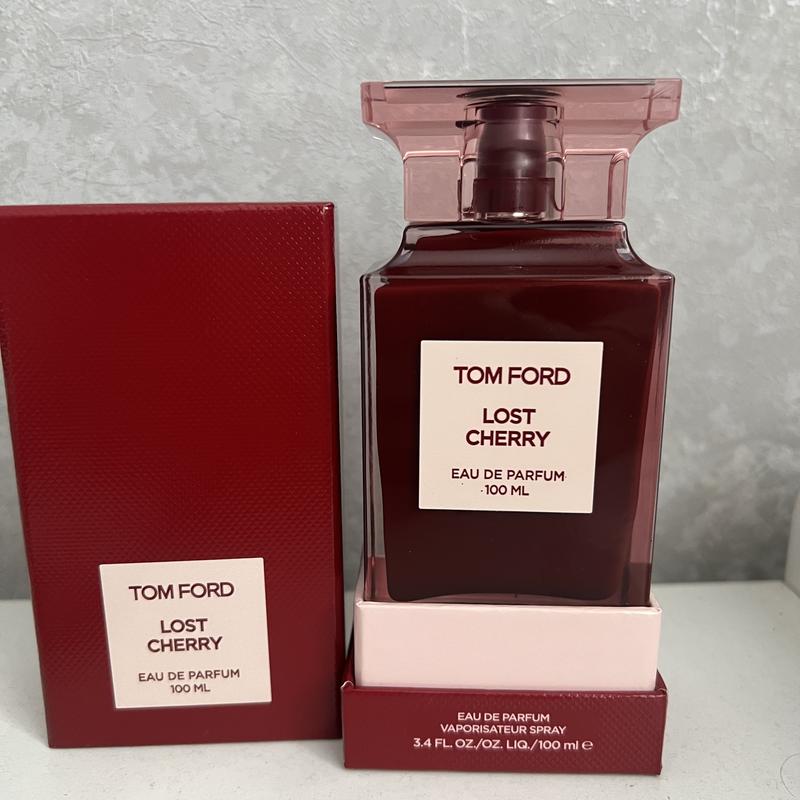 TOM FORD
LOST
CHERRY
EAU DE PARFUM
100 ML
TOM FORD
LOST
CHERRY
EAU DE PARFUM
100 ML
EAU DE PARFUM
VAPORISATEUR SPRAY
3.4 FL. OZ./OZ. LIQ./100 ml ℮